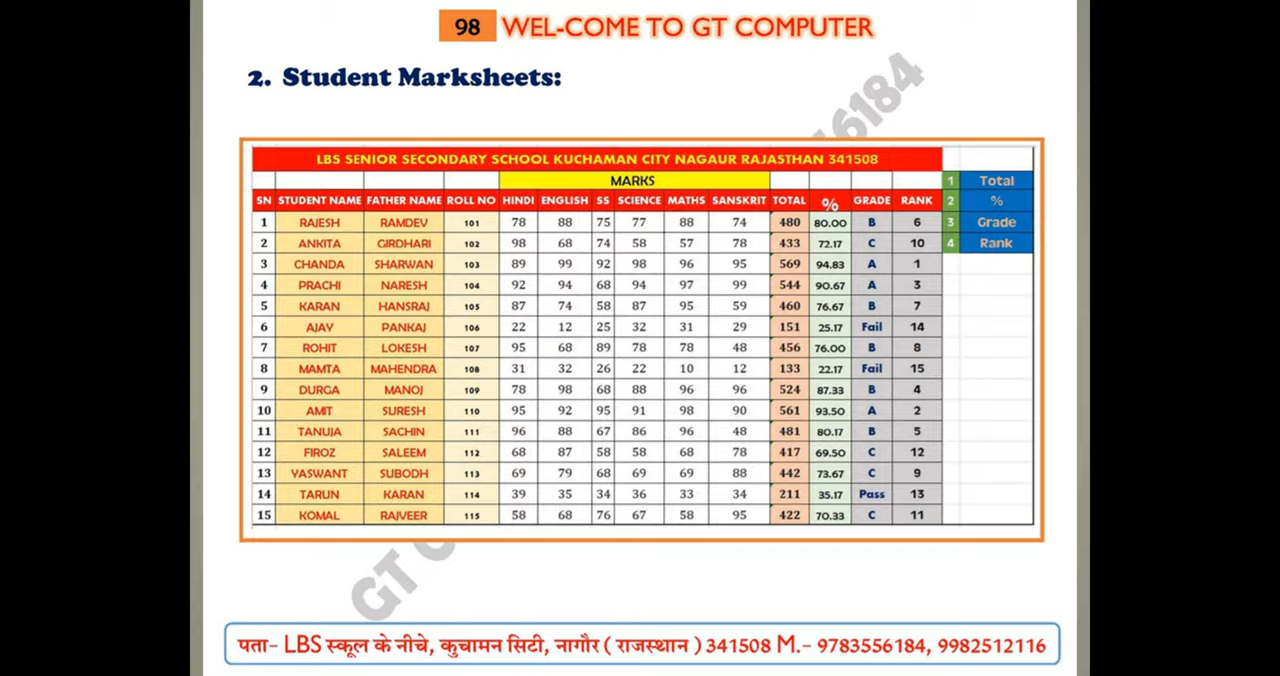 98 WEL-COME TO GT COMPUTER
2. Student Marksheets:
6184
LBS SENIOR SECONDARY SCHOOL KUCHAMAN CITY NAGAUR RAJASTHAN 341508
MARKS 1 Total
SN STUDENT NAME FATHER NAME ROLL NO HINDI ENGLISH SS SCIENCE MATHS SANSKRIT TOTAL % GRADE RANK 2 %
1 RAJESH RAMDEV 101 78 88 75 77 88 74 480 80.00 B 6 3 Grade
2 ANKITA GIRDHARI 102 98 68 74 58 57 78 433 72.17 C 10 4 Rank
3 CHANDA SHARWAN 103 89 99 92 98 96 95 569 94.83 A 1
4 PRACHI NARESH 104 92 94 68 94 97 99 544 90.67 A 3
5 KARAN HANSRAJ 105 87 74 58 87 95 59 460 76.67 B 7
6 AJAY PANKAJ 106 22 12 25 32 31 29 151 25.17 Fail 14
7 ROHIT LOKESH 107 95 68 89 78 78 48 456 76.00 B 8
8 MAMTA MAHENDRA 108 31 32 26 22 10 12 133 22.17 Fail 15
9 DURGA MANOJ 109 78 98 68 88 96 96 524 87.33 B 4
10 AMIT SURESH 110 95 92 95 91 98 90 561 93.50 A 2
11 TANUJA SACHIN 111 96 88 67 86 96 48 481 80.17 B 5
12 FIROZ SALEEM 112 68 87 58 58 68 78 417 69.50 C 12
13 YASWANT SUBODH 113 69 79 68 69 69 88 442 73.67 C 9
14 TARUN KARAN 114 39 35 34 36 33 34 211 35.17 Pass 13
15 KOMAL RAJVEER 115 58 68 76 67 58 95 422 70.33 C 11
GT
पता- LBS स्कूल के नीचे, कुचामन सिटी, नागौर ( राजस्थान ) 341508 M.- 9783556184, 9982512116